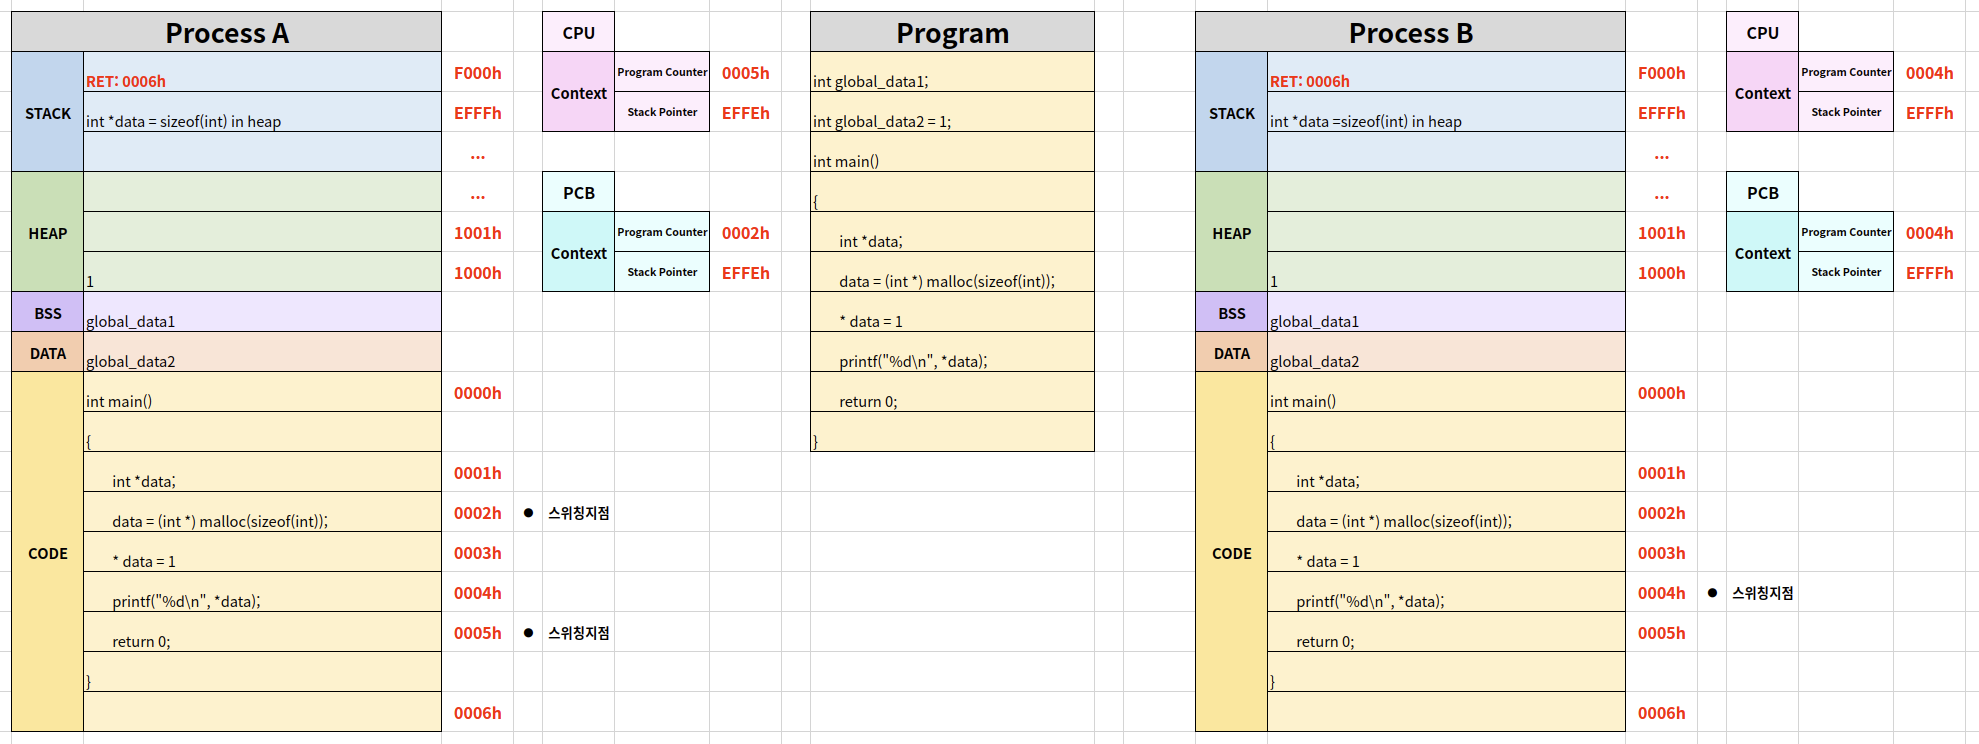 Process A
CPU
Program
Process B
CPU
STACK
RET: 0006h
F000h
Context
Program Counter
0005h
int global_data1;
STACK
RET: 0006h
F000h
Context
Program Counter
0004h
int *data = sizeof(int) in heap
EFFFh
Stack Pointer
EFFEh
int global_data2 = 1;
int *data =sizeof(int) in heap
EFFFh
Stack Pointer
EFFFh
...
int main()
...
HEAP
...
PCB
{
HEAP
...
PCB
1001h
Context
Program Counter
0002h
int *data;
1001h
Context
Program Counter
0004h
1
1000h
Stack Pointer
EFFEh
data = (int *) malloc(sizeof(int));
1
1000h
Stack Pointer
EFFFh
BSS
global_data1
* data = 1
BSS
global_data1
DATA
global_data2
printf("%d\n", *data);
DATA
global_data2
CODE
int main()
0000h
return 0;
CODE
int main()
0000h
{
}
{
int *data;
0001h
int *data;
0001h
data = (int *) malloc(sizeof(int));
0002h
● 스위칭지점
data = (int *) malloc(sizeof(int));
0002h
* data = 1
0003h
* data = 1
0003h
printf("%d\n", *data);
0004h
printf("%d\n", *data);
0004h
● 스위칭지점
return 0;
0005h
● 스위칭지점
return 0;
0005h
}
}
0006h
0006h